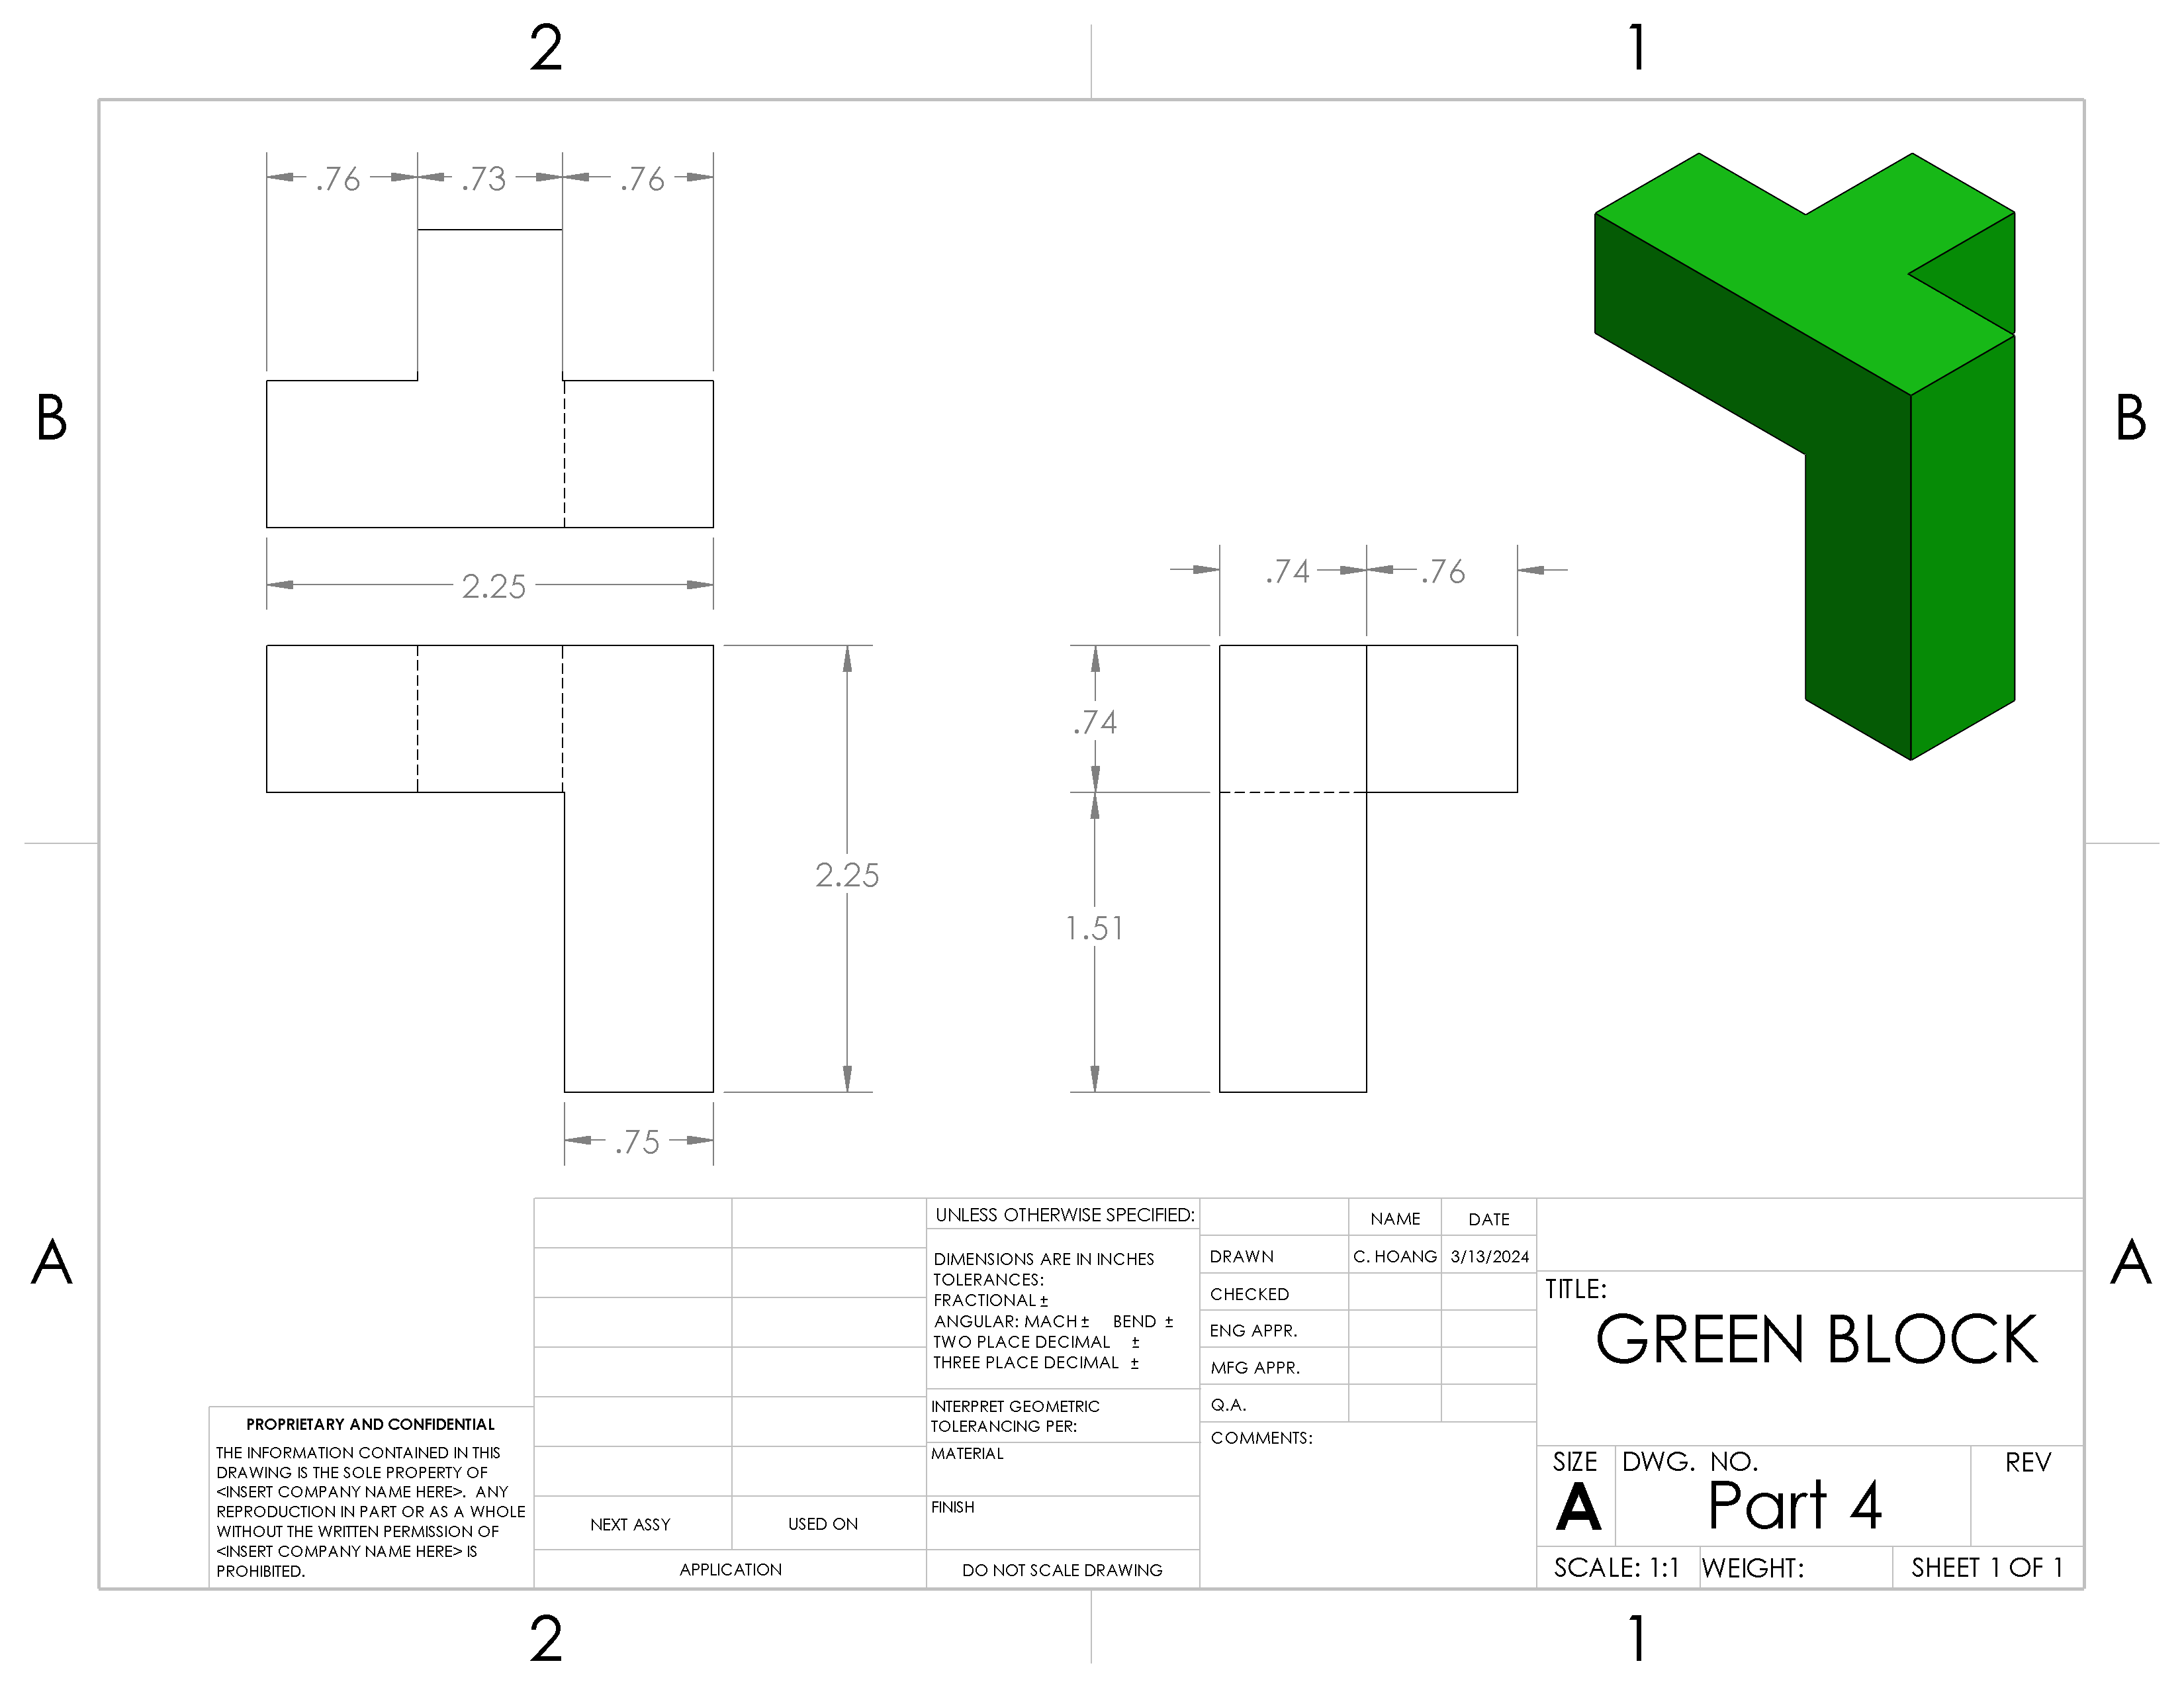 2 1
.76 .73 .76
B B
2.25
.74 .76
.74
2.25
1.51
.75
A A
UNLESS OTHERWISE SPECIFIED:
DIMENSIONS ARE IN INCHES
TOLERANCES:
FRACTIONAL ±
ANGULAR: MACH ± BEND ±
TWO PLACE DECIMAL ±
THREE PLACE DECIMAL ±
INTERPRET GEOMETRIC
TOLERANCING PER:
MATERIAL
FINISH
DO NOT SCALE DRAWING
NAME DATE
DRAWN C. HOANG 3/13/2024
CHECKED
ENG APPR.
MFG APPR.
Q.A.
COMMENTS:
TITLE:
GREEN BLOCK
SIZE DWG. NO. REV
A Part 4
SCALE: 1:1 WEIGHT: SHEET 1 OF 1
PROPRIETARY AND CONFIDENTIAL
THE INFORMATION CONTAINED IN THIS
DRAWING IS THE SOLE PROPERTY OF
<INSERT COMPANY NAME HERE>. ANY
REPRODUCTION IN PART OR AS A WHOLE
WITHOUT THE WRITTEN PERMISSION OF
<INSERT COMPANY NAME HERE> IS
PROHIBITED.
NEXT ASSY USED ON
APPLICATION
2 1